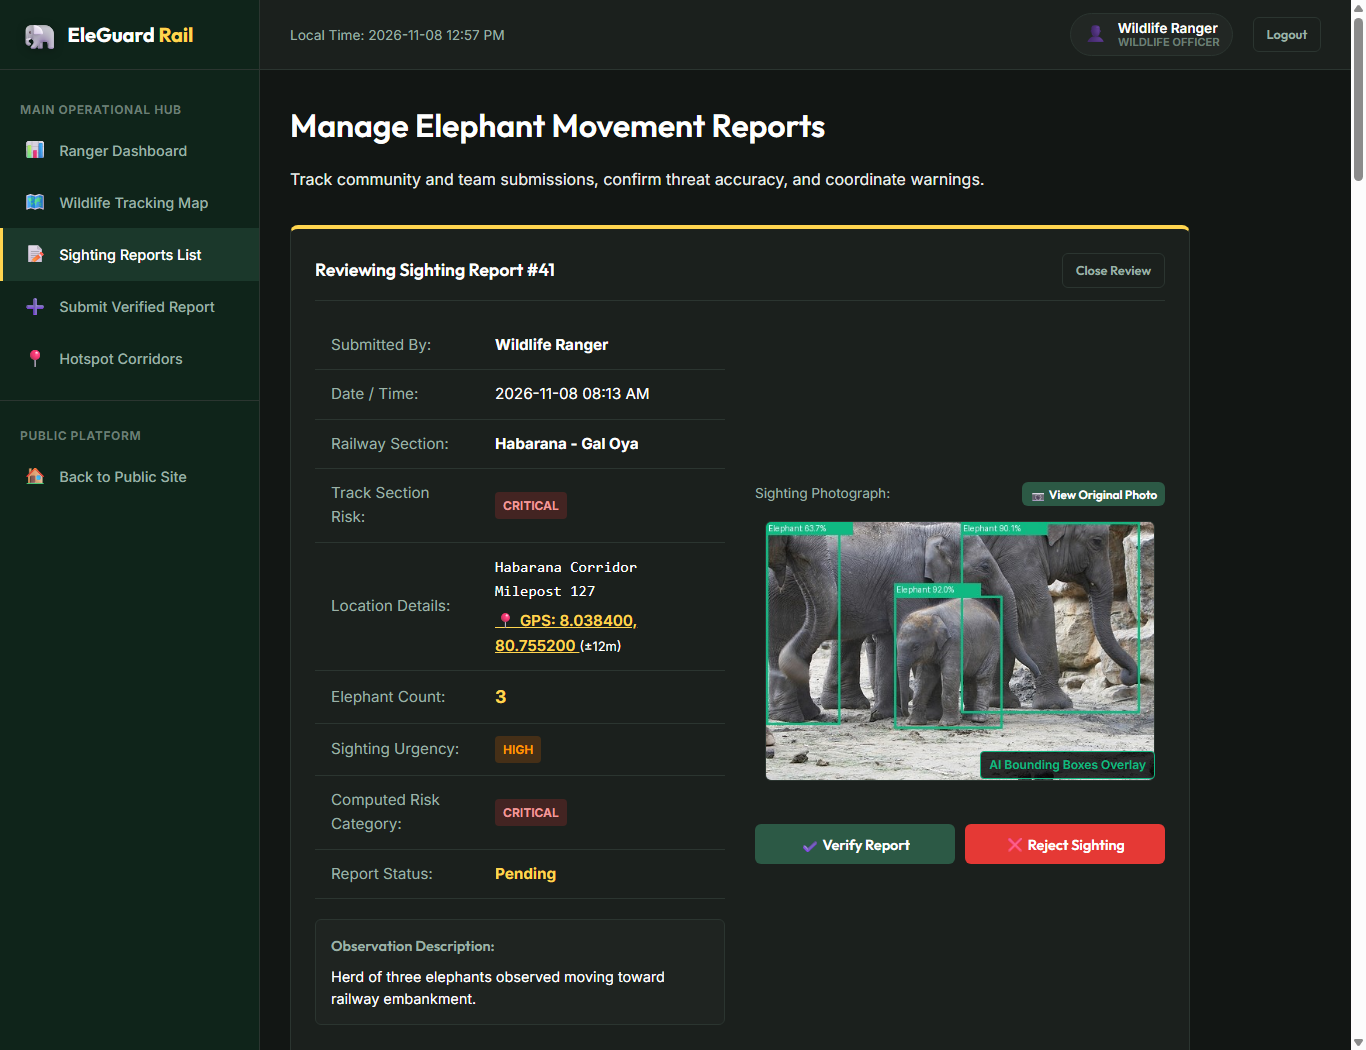 EleGuard Rail
Local Time: 2026-11-08 12:57 PM
Wildlife Ranger
WILDLIFE OFFICER
Logout
MAIN OPERATIONAL HUB
Ranger Dashboard
Wildlife Tracking Map
Sighting Reports List
Submit Verified Report
Hotspot Corridors
PUBLIC PLATFORM
Back to Public Site
Manage Elephant Movement Reports
Track community and team submissions, confirm threat accuracy, and coordinate warnings.
Reviewing Sighting Report #41
Close Review
Submitted By: Wildlife Ranger
Date / Time: 2026-11-08 08:13 AM
Railway Section: Habarana - Gal Oya
Track Section
Risk:
CRITICAL
Location Details:
Habarana Corridor
Milepost 127
GPS: 8.038400,
80.755200 (±12m)
Elephant Count: 3
Sighting Urgency: HIGH
Computed Risk
Category:
CRITICAL
Report Status: Pending
Observation Description:
Herd of three elephants observed moving toward
railway embankment.
Sighting Photograph:
View Original Photo
Elephant 63.7%
Elephant 90.1%
Elephant 92.0%
AI Bounding Boxes Overlay
Verify Report
Reject Sighting